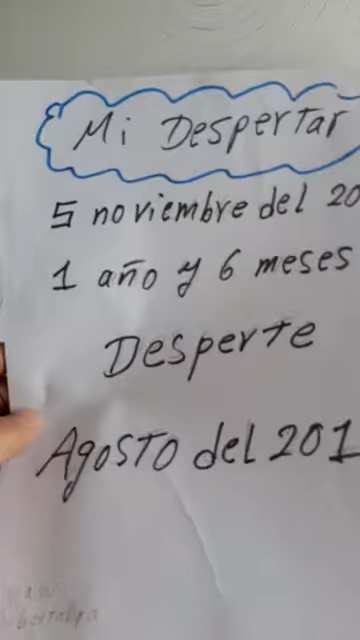 Mi Despertar
5 noviembre del 20
1 año y 6 meses
Desperte
Agosto del 201